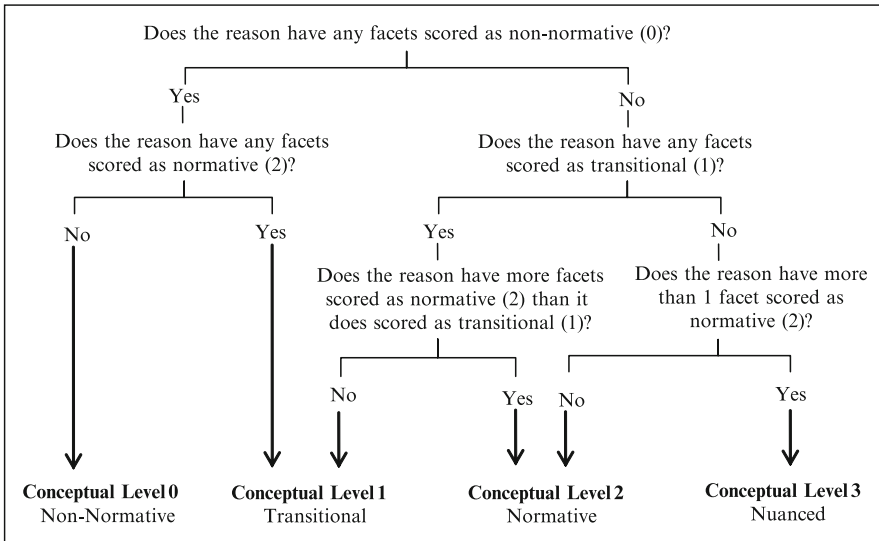 Does the reason have any facets scored as non-normative (0)?
Yes
No
Does the reason have any facets
scored as normative (2)?
Does the reason have any facets
scored as transitional (1)?
No
Yes
Yes
No
Does the reason have more facets
scored as normative (2) than it
does scored as transitional (1)?
Does the reason have more
than 1 facet scored as
normative (2)?
No
Yes
No
Yes
Conceptual Level 0
Non-Normative
Conceptual Level 1
Transitional
Conceptual Level 2
Normative
Conceptual Level 3
Nuanced